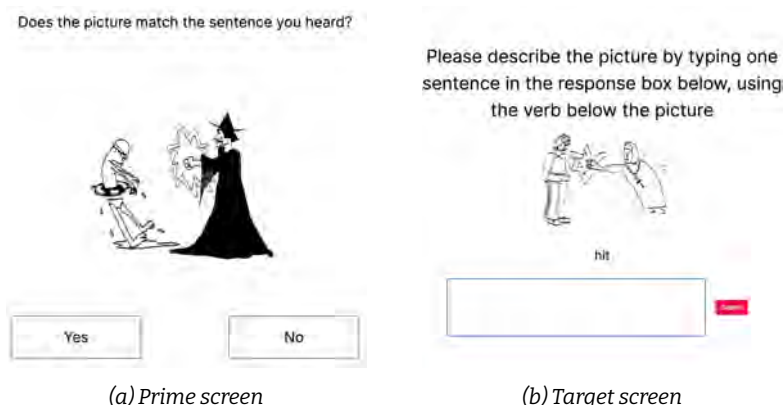 Does the picture match the sentence you heard?
Yes
No
(a) Prime screen
Please describe the picture by typing one
sentence in the response box below, using
the verb below the picture
hit
(b) Target screen